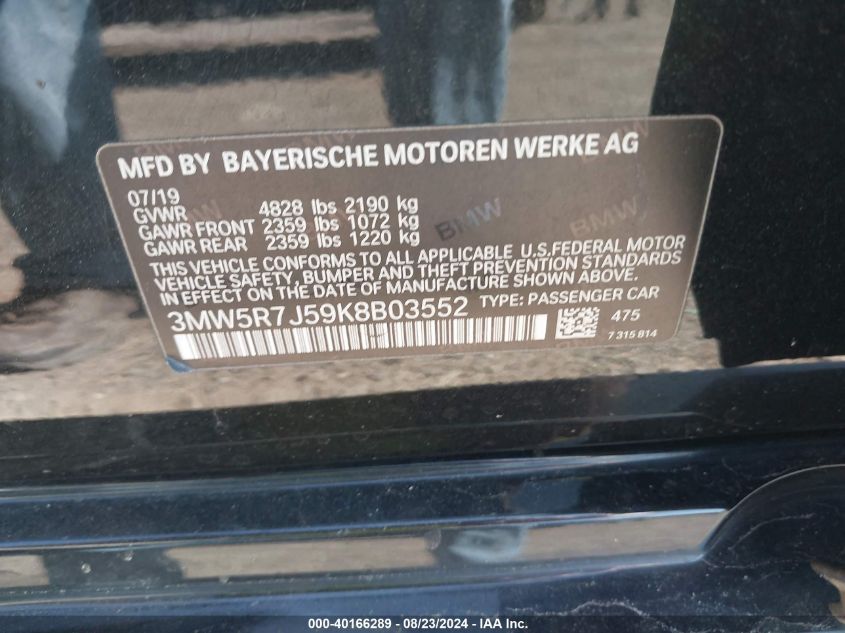 MFD BY BAYERISCHE MOTOREN WERKE AG
07/19
GVWR 4828 lbs 2190 kg
GAWR FRONT 2359 lbs 1072 kg
GAWR REAR 2359 lbs 1220 kg
BMW BMW
THIS VEHICLE CONFORMS TO ALL APPLICABLE U.S.FEDERAL MOTOR
VEHICLE SAFETY, BUMPER AND THEFT PREVENTION STANDARDS
IN EFFECT ON THE DATE OF MANUFACTURE SHOWN ABOVE.
3MW5R7J59K8B03552 TYPE: PASSENGER CAR
475
7 315 814
000-40166289 - 08/23/2024 - IAA Inc.